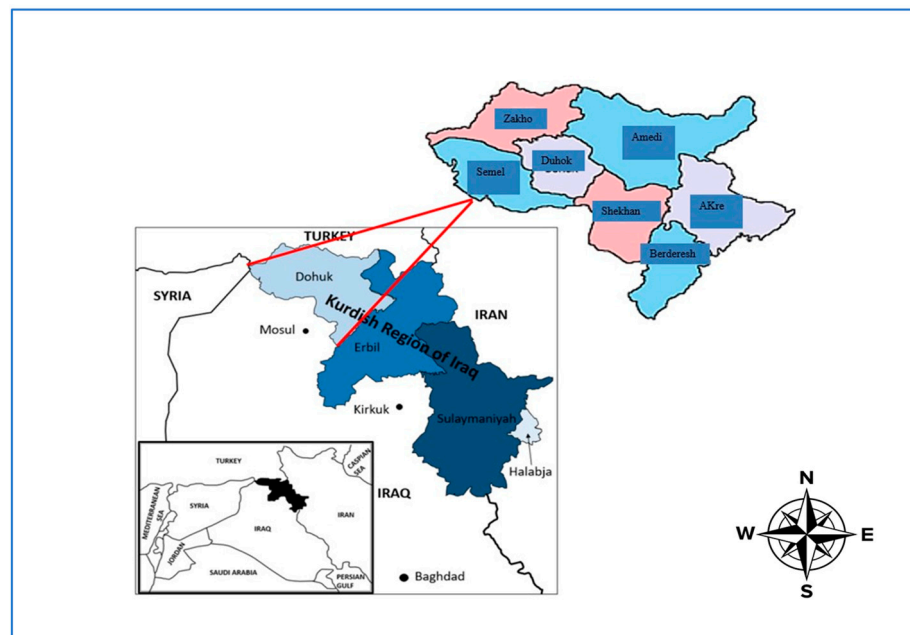 Zakho
Amedi
Duhok
Semel
Shekhan
AKre
Berderesh
TURKEY
SYRIA
Dohuk
IRAN
Mosul
Kurdish Region of Iraq
Erbil
Kirkuk
Sulaymaniyah
Halabja
IRAQ
Baghdad
TURKEY
CASPIAN
SEA
MEDITERRANEAN
SEA
SYRIA
IRAN
IRAQ
JORDAN
SAUDI ARABIA
PERSIAN
GULF
N
W
E
S